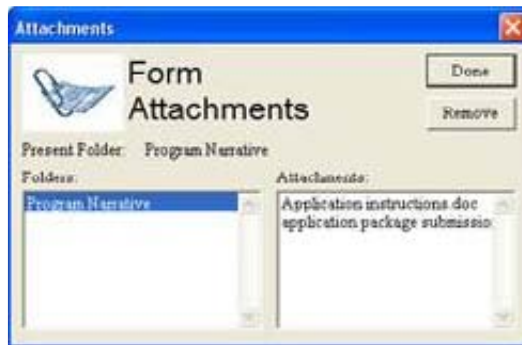 Attachments
Form
Attachments
Done
Remove
Present Folder: Program Narrative
Folders:
Attachments:
Program Narrative
Application instructions doc
application package submissio